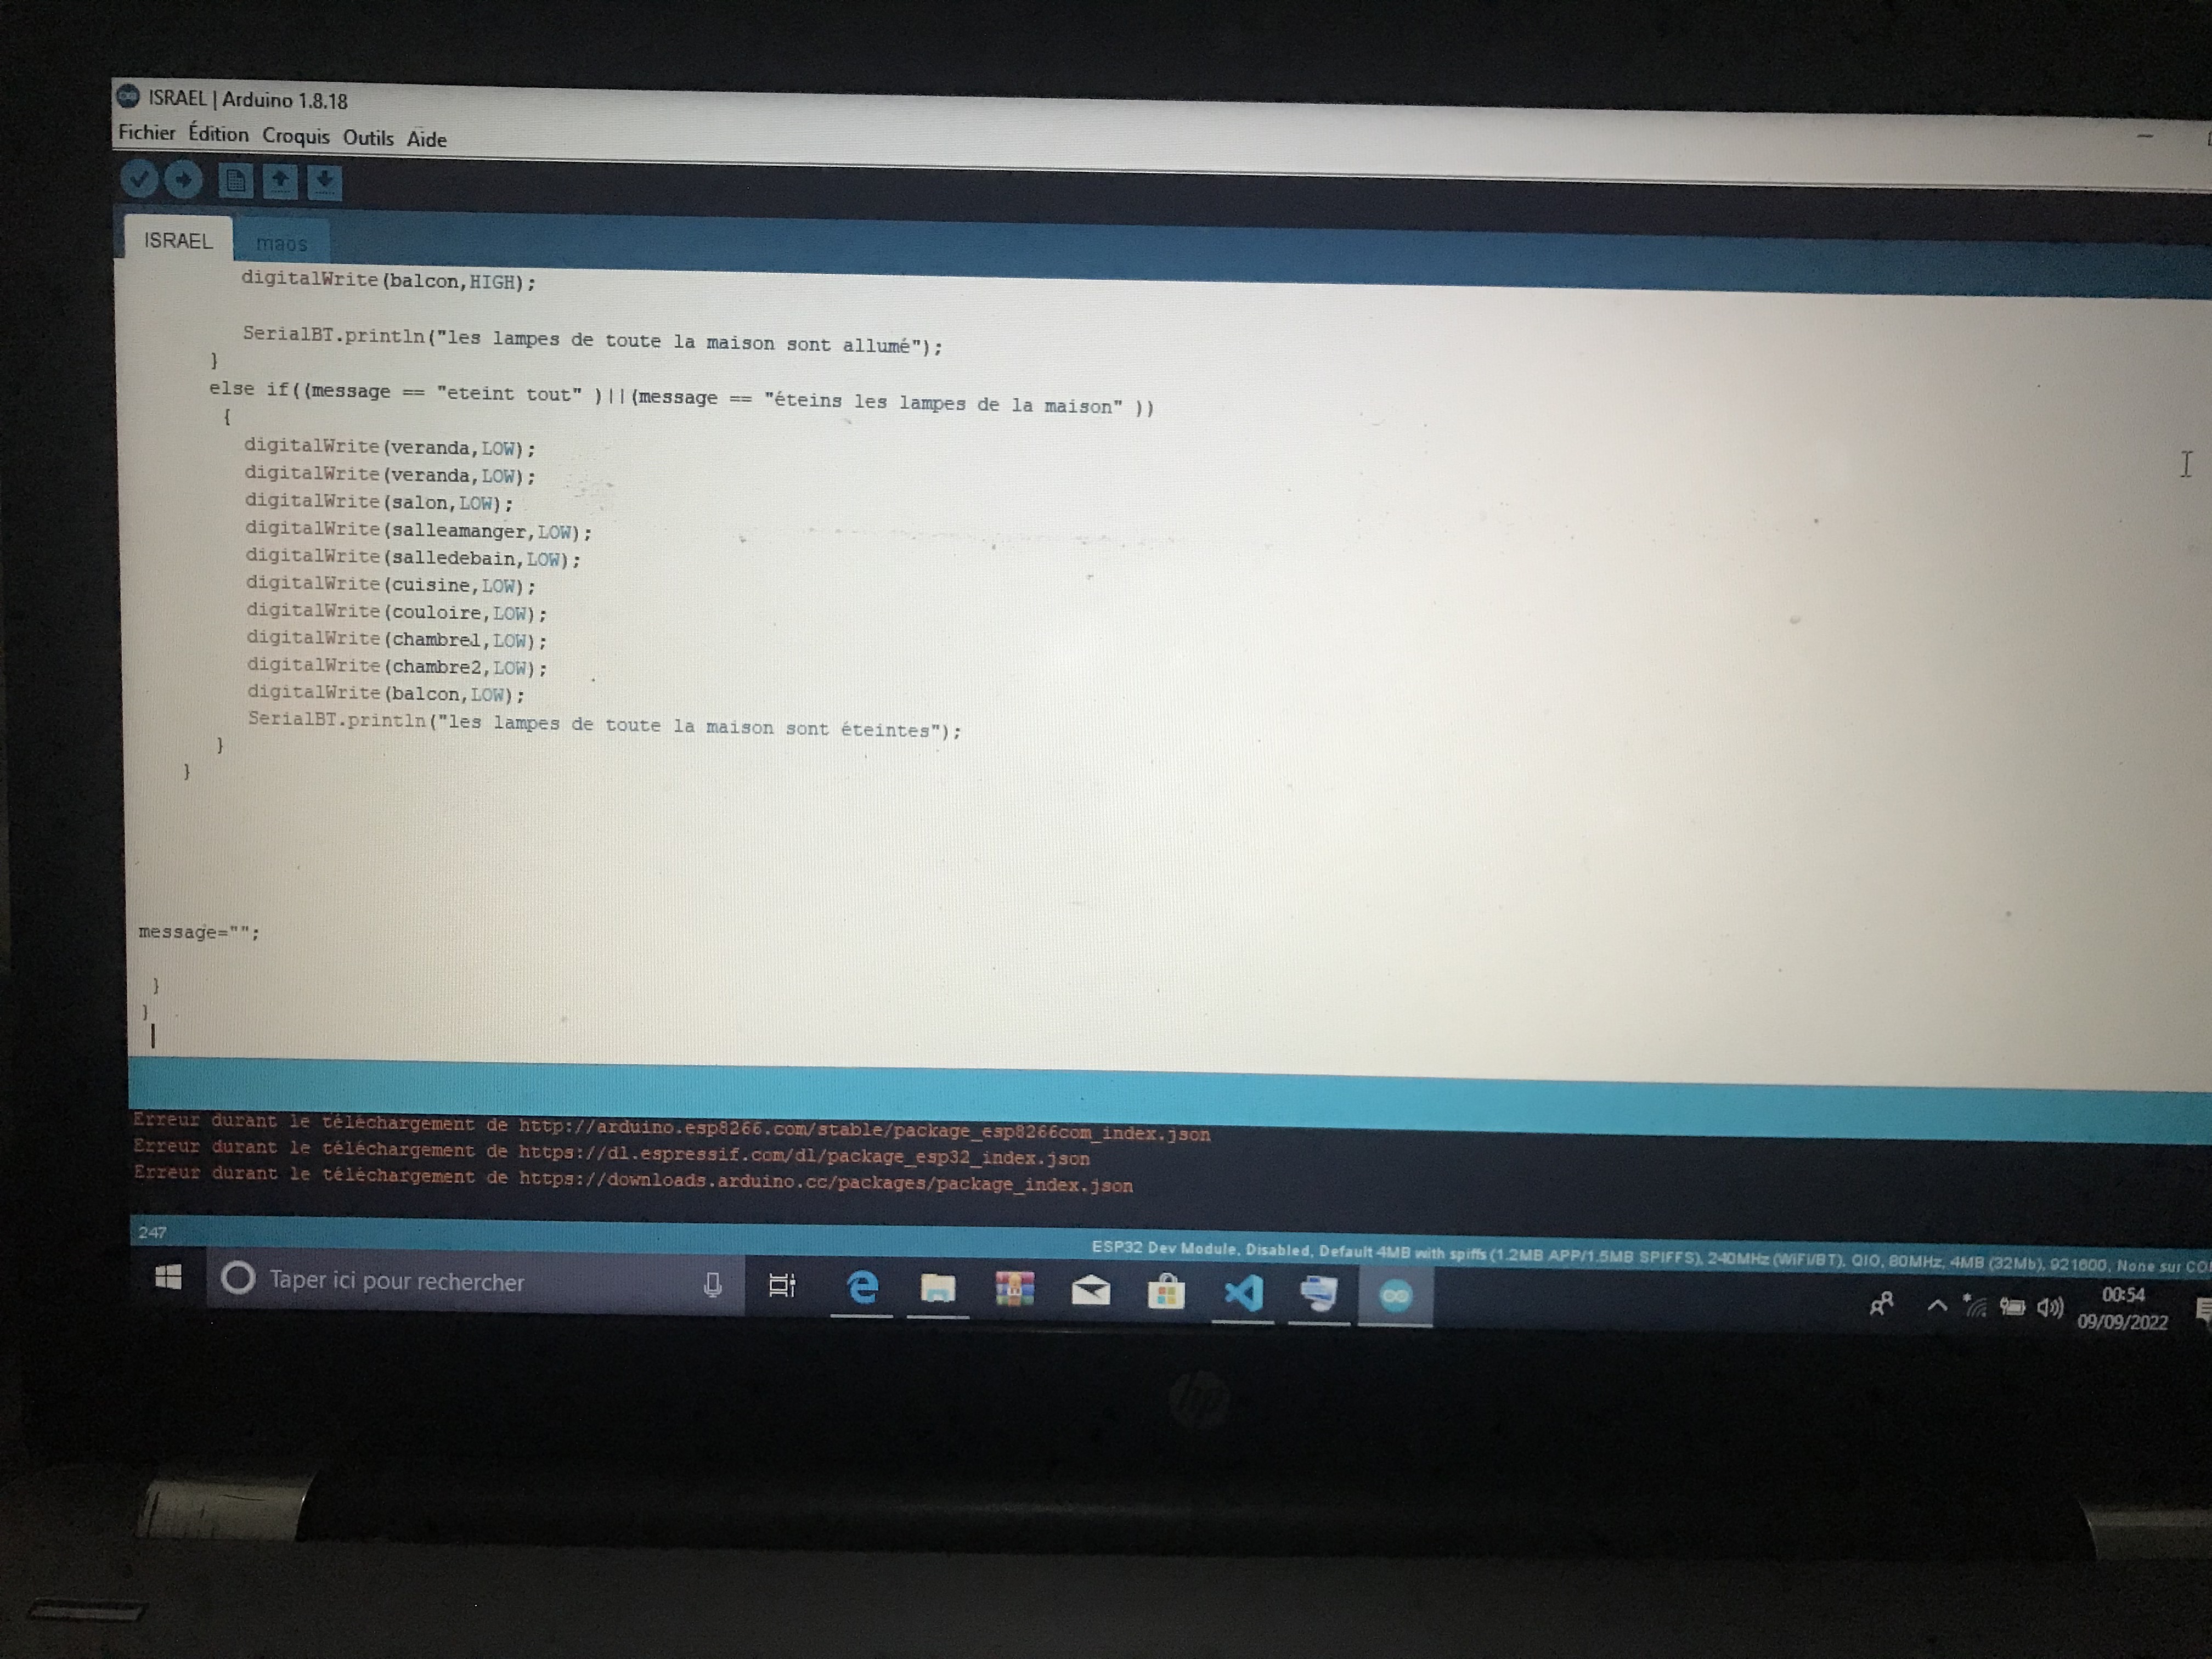 ISRAEL | Arduino 1.8.18
Fichier Édition Croquis Outils Aide
ISRAEL maos
digitalWrite(balcon,HIGH);
SerialBT.println("les lampes de toute la maison sont allumé");
}
else if((message == "eteint tout" )||(message == "éteins les lampes de la maison" ))
{
digitalWrite(veranda,LOW);
digitalWrite(veranda,LOW);
digitalWrite(salon,LOW);
digitalWrite(salleamanger,LOW);
digitalWrite(salledebain,LOW);
digitalWrite(cuisine,LOW);
digitalWrite(couloire,LOW);
digitalWrite(chambre1,LOW);
digitalWrite(chambre2,LOW);
digitalWrite(balcon,LOW);
SerialBT.println("les lampes de toute la maison sont éteintes");
}
}
message="";
}
}
Erreur durant le téléchargement de http://arduino.esp8266.com/stable/package_esp8266com_index.json
Erreur durant le téléchargement de https://dl.espressif.com/dl/package_esp32_index.json
Erreur durant le téléchargement de https://downloads.arduino.cc/packages/package_index.json
247
ESP32 Dev Module, Disabled, Default 4MB with spiffs (1.2MB APP/1.5MB SPIFFS), 240MHz (WiFi/BT), QIO, 80MHz, 4MB (32Mb), 921600, None sur
Taper ici pour rechercher
00:54
09/09/2022
hp